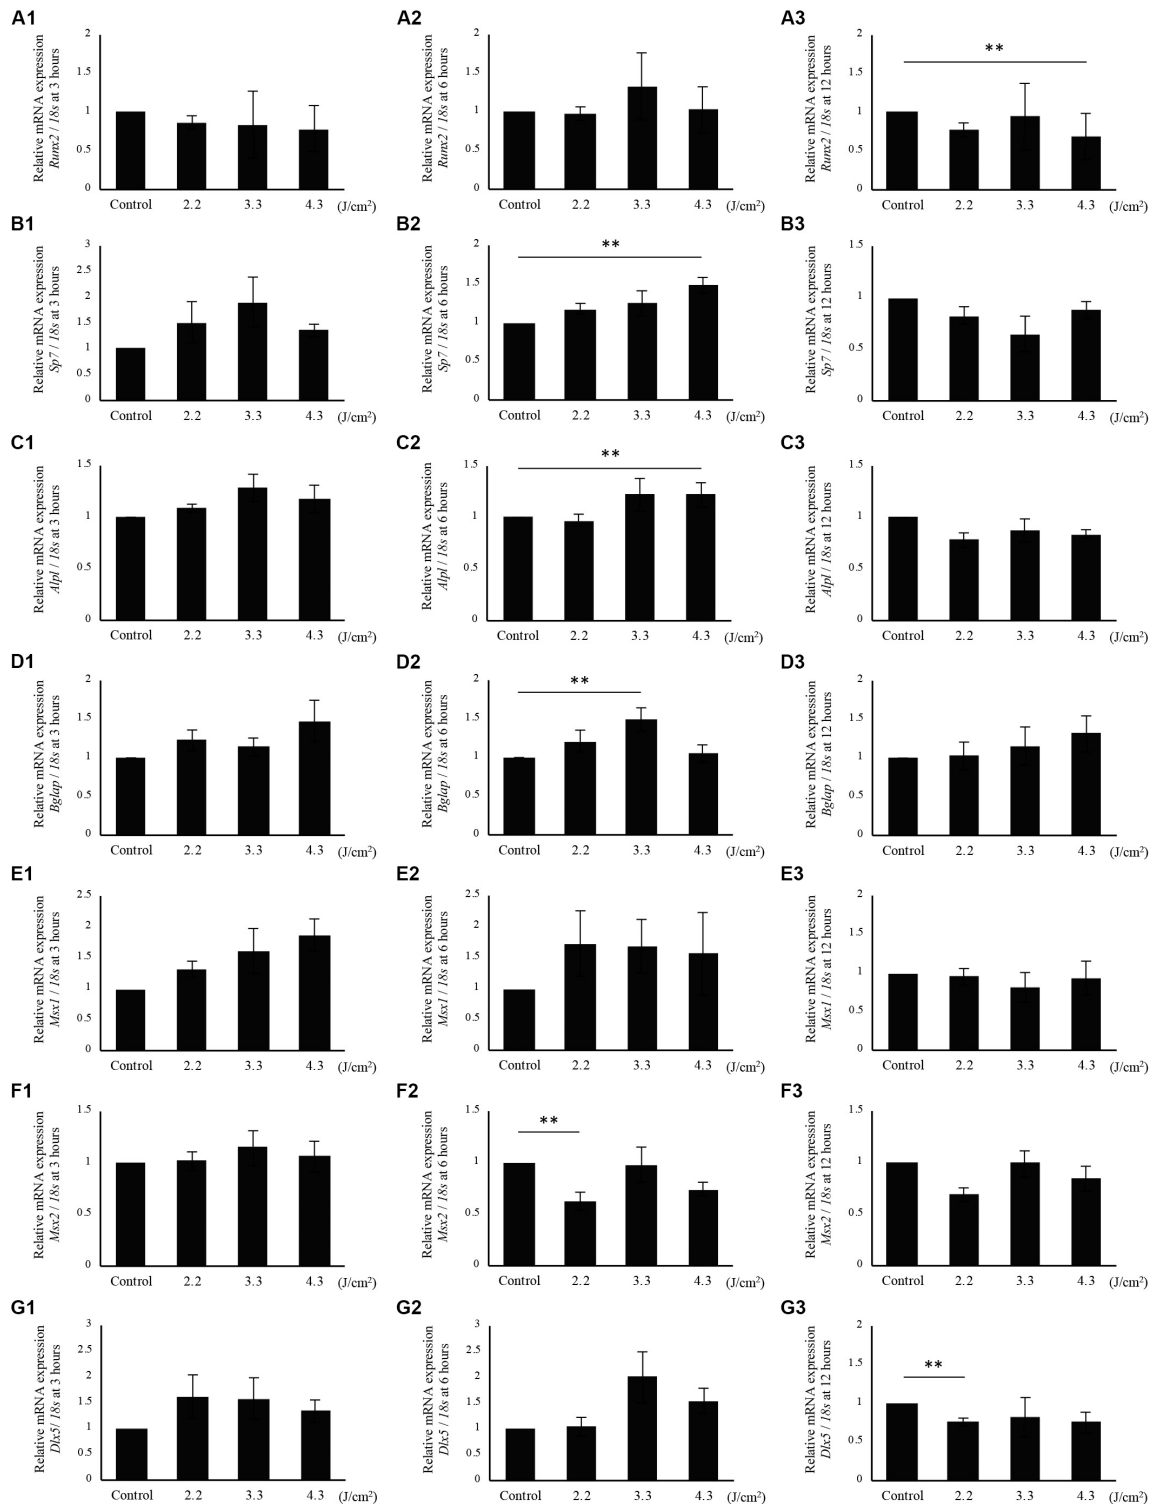 A1
Relative mRNA expression
Runx2 / 18s at 3 hours
2
1.5
1
0.5
0
Control 2.2 3.3 4.3 (J/cm²)
A2
Relative mRNA expression
Runx2 / 18s at 6 hours
2
1.5
1
0.5
0
Control 2.2 3.3 4.3 (J/cm²)
A3
Relative mRNA expression
Runx2 / 18s at 12 hours
2
**
1.5
1
0.5
0
Control 2.2 3.3 4.3 (J/cm²)
B1
Relative mRNA expression
Sp7 / 18s at 3 hours
3
2.5
2
1.5
1
0.5
0
Control 2.2 3.3 4.3 (J/cm²)
B2
Relative mRNA expression
Sp7 / 18s at 6 hours
2
**
1.5
1
0.5
0
Control 2.2 3.3 4.3 (J/cm²)
B3
Relative mRNA expression
Sp7 / 18s at 12 hours
1.5
1
0.5
0
Control 2.2 3.3 4.3 (J/cm²)
C1
Relative mRNA expression
Alpl / 18s at 3 hours
1.5
1
0.5
0
Control 2.2 3.3 4.3 (J/cm²)
C2
Relative mRNA expression
Alpl / 18s at 6 hours
**
1.5
1
0.5
0
Control 2.2 3.3 4.3 (J/cm²)
C3
Relative mRNA expression
Alpl / 18s at 12 hours
1.5
1
0.5
0
Control 2.2 3.3 4.3 (J/cm²)
D1
Relative mRNA expression
Bglap / 18s at 3 hours
2
1.5
1
0.5
0
Control 2.2 3.3 4.3 (J/cm²)
D2
Relative mRNA expression
Bglap / 18s at 6 hours
2
**
1.5
1
0.5
0
Control 2.2 3.3 4.3 (J/cm²)
D3
Relative mRNA expression
Bglap / 18s at 12 hours
2
1.5
1
0.5
0
Control 2.2 3.3 4.3 (J/cm²)
E1
Relative mRNA expression
Msx1 / 18s at 3 hours
2.5
2
1.5
1
0.5
0
Control 2.2 3.3 4.3 (J/cm²)
E2
Relative mRNA expression
Msx1 / 18s at 6 hours
2.5
2
1.5
1
0.5
0
Control 2.2 3.3 4.3 (J/cm²)
E3
Relative mRNA expression
Msx1 / 18s at 12 hours
2
1.5
1
0.5
0
Control 2.2 3.3 4.3 (J/cm²)
F1
Relative mRNA expression
Msx2 / 18s at 3 hours
1.5
1
0.5
0
Control 2.2 3.3 4.3 (J/cm²)
F2
Relative mRNA expression
Msx2 / 18s at 6 hours
1.5
**
1
0.5
0
Control 2.2 3.3 4.3 (J/cm²)
F3
Relative mRNA expression
Msx2 / 18s at 12 hours
1.5
1
0.5
0
Control 2.2 3.3 4.3 (J/cm²)
G1
Relative mRNA expression
Dlx5/ 18s at 3 hours
3
2.5
2
1.5
1
0.5
0
Control 2.2 3.3 4.3 (J/cm²)
G2
Relative mRNA expression
Dlx5 / 18s at 6 hours
3
2.5
2
1.5
1
0.5
0
Control 2.2 3.3 4.3 (J/cm²)
G3
Relative mRNA expression
Dlx5 / 18s at 12 hours
2
1.5
**
1
0.5
0
Control 2.2 3.3 4.3 (J/cm²)